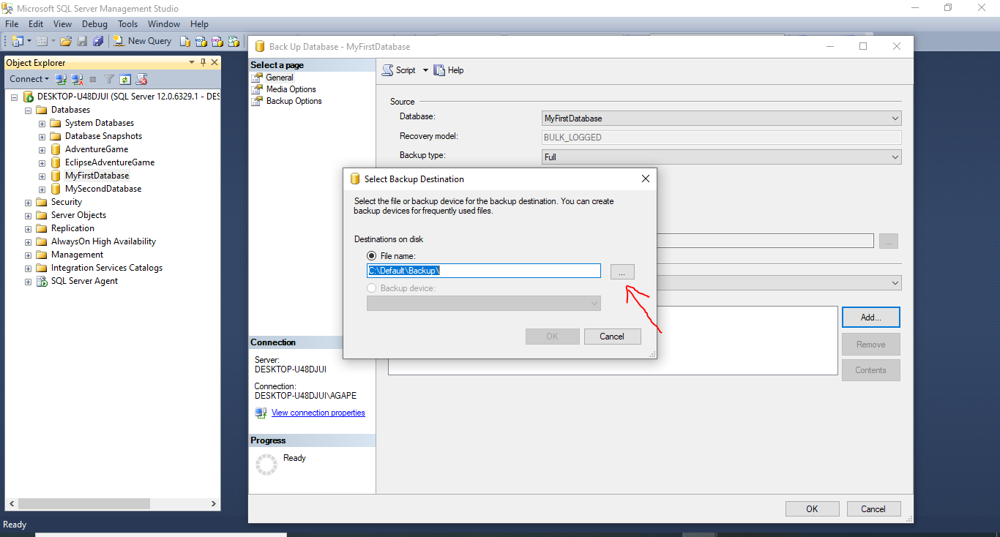 Microsoft SQL Server Management Studio
File Edit View Debug Tools Window Help
New Query
Object Explorer
Connect
DESKTOP-U48DJUI (SQL Server 12.0.6329.1 - DES
Databases
System Databases
Database Snapshots
AdventureGame
EclipseAdventureGame
MyFirstDatabase
MySecondDatabase
Security
Server Objects
Replication
AlwaysOn High Availability
Management
Integration Services Catalogs
SQL Server Agent
Ready
Back Up Database - MyFirstDatabase
Select a page
General
Media Options
Backup Options
Connection
Server:
DESKTOP-U48DJUI
Connection:
DESKTOP-U48DJUI\AGAPE
View connection properties
Progress
Ready
Script Help
Source
Database: MyFirstDatabase
Recovery model: BULK_LOGGED
Backup type: Full
...
Add...
Remove
Contents
OK Cancel
Select Backup Destination
Select the file or backup device for the backup destination. You can create
backup devices for frequently used files.
Destinations on disk
File name:
C:\Default\Backup\ ...
Backup device:
OK Cancel